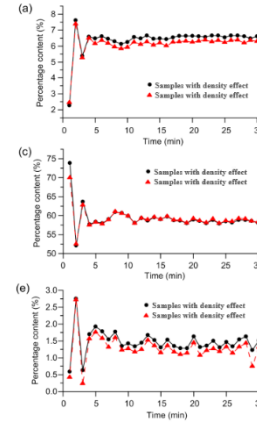 (a)
8
7
6
5
4
3
2
Percentage content (%)
Samples with density effect
Samples with density effect
0 5 10 15 20 25 30
Time (min)
(c)
75
70
65
60
55
50
Percentage content (%)
Samples with density effect
Samples with density effect
0 5 10 15 20 25 30
Time (min)
(e)
3.0
2.5
2.0
1.5
1.0
0.5
0.0
Percentage content (%)
Samples with density effect
Samples with density effect
0 5 10 15 20 25 30
Time (min)